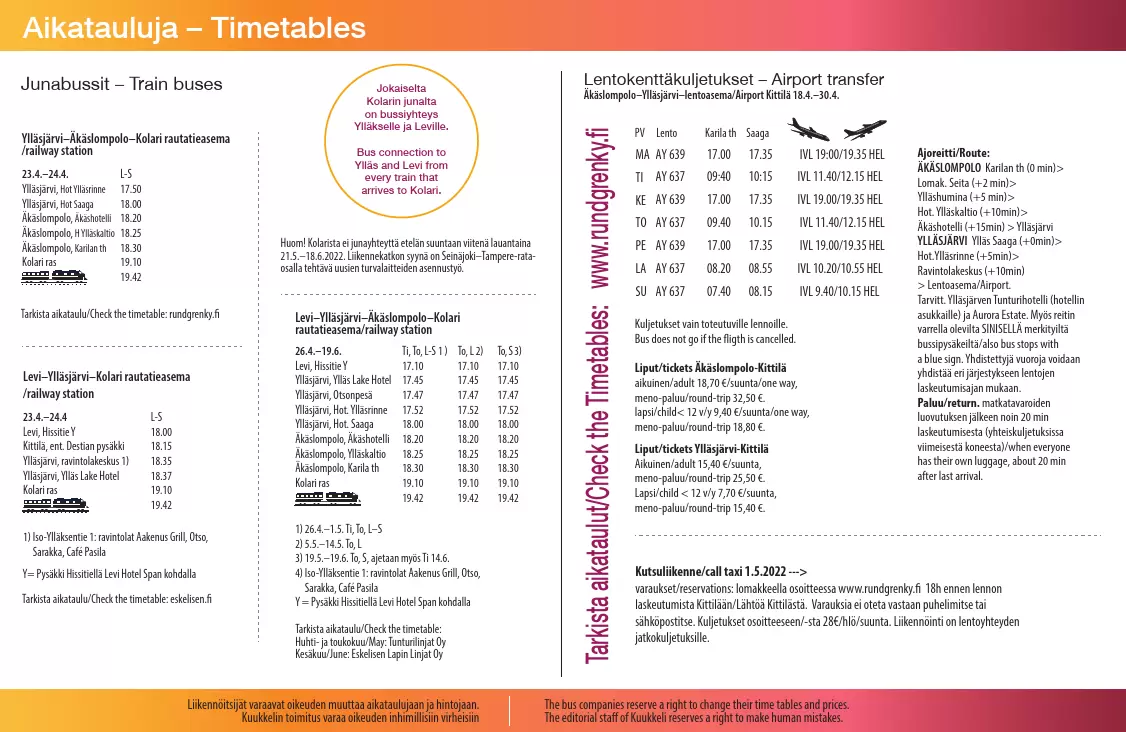 Aikatauluja – Timetables
Junabussit – Train buses
Ylläsjärvi–Äkäslompolo–Kolari rautatieasema
/railway station
23.4.–24.4. L-S
Ylläsjärvi, Hot Ylläsrinne 17.50
Ylläsjärvi, Hot Saaga 18.00
Äkäslompolo, Äkäshotelli 18.20
Äkäslompolo, H Ylläskaltio 18.25
Äkäslompolo, Karilan th 18.30
Kolari ras 19.10
19.42
Tarkista aikataulu/Check the timetable: rundgrenky.fi
Levi–Ylläsjärvi–Kolari rautatieasema
/railway station
23.4.–24.4 L-S
Levi, Hissitie Y 18.00
Kittilä, ent. Destian pysäkki 18.15
Ylläsjärvi, ravintolakeskus 1) 18.35
Ylläsjärvi, Ylläs Lake Hotel 18.37
Kolari ras 19.10
19.42
1) Iso-Ylläksentie 1: ravintolat Aakenus Grill, Otso,
Sarakka, Café Pasila
Y= Pysäkki Hissitiellä Levi Hotel Span kohdalla
Tarkista aikataulu/Check the timetable: eskelisen.fi
Jokaiselta
Kolarin junalta
on bussiyhteys
Ylläkselle ja Leville.
Bus connection to
Ylläs and Levi from
every train that
arrives to Kolari.
Huom! Kolarista ei junayhteyttä etelän suuntaan viitenä lauantaina
21.5.–18.6.2022. Liikennekatkon syynä on Seinäjoki–Tampere-rata-
osalla tehtävä uusien turvalaitteiden asennustyö.
Levi–Ylläsjärvi–Äkäslompolo–Kolari
rautatieasema/railway station
26.4.–19.6. Ti, To, L-S 1 ) To, L 2) To, S 3)
Levi, Hissitie Y 17.10 17.10 17.10
Ylläsjärvi, Ylläs Lake Hotel 17.45 17.45 17.45
Ylläsjärvi, Otsonpesä 17.47 17.47 17.47
Ylläsjärvi, Hot. Ylläsrinne 17.52 17.52 17.52
Ylläsjärvi, Hot. Saaga 18.00 18.00 18.00
Äkäslompolo, Äkäshotelli 18.20 18.20 18.20
Äkäslompolo, Ylläskaltio 18.25 18.25 18.25
Äkäslompolo, Karila th 18.30 18.30 18.30
Kolari ras 19.10 19.10 19.10
19.42 19.42 19.42
1) 26.4.–1.5. Ti, To, L–S
2) 5.5.–14.5. To, L
3) 19.5.–19.6. To, S, ajetaan myös Ti 14.6.
4) Iso-Ylläksentie 1: ravintolat Aakenus Grill, Otso,
Sarakka, Café Pasila
Y = Pysäkki Hissitiellä Levi Hotel Span kohdalla
Tarkista aikataulu/Check the timetable:
Huhti- ja toukokuu/May: Tunturilinjat Oy
Kesäkuu/June: Eskelisen Lapin Linjat Oy
Lentokenttäkuljetukset – Airport transfer
Äkäslompolo–Ylläsjärvi–lentoasema/Airport Kittilä 18.4.–30.4.
Tarkista aikataulut/Check the Timetables: www.rundgrenky.fi
PV Lento Karila th Saaga
MA AY 639 17.00 17.35 IVL 19:00/19.35 HEL
TI AY 637 09:40 10:15 IVL 11.40/12.15 HEL
KE AY 639 17.00 17.35 IVL 19.00/19.35 HEL
TO AY 637 09.40 10.15 IVL 11.40/12.15 HEL
PE AY 639 17.00 17.35 IVL 19.00/19.35 HEL
LA AY 637 08.20 08.55 IVL 10.20/10.55 HEL
SU AY 637 07.40 08.15 IVL 9.40/10.15 HEL
Kuljetukset vain toteutuville lennoille.
Bus does not go if the fligth is cancelled.
Liput/tickets Äkäslompolo-Kittilä
aikuinen/adult 18,70 €/suunta/one way,
meno-paluu/round-trip 32,50 €.
lapsi/child< 12 v/y 9,40 €/suunta/one way,
meno-paluu/round-trip 18,80 €.
Liput/tickets Ylläsjärvi-Kittilä
Aikuinen/adult 15,40 €/suunta,
meno-paluu/round-trip 25,50 €.
Lapsi/child < 12 v/y 7,70 €/suunta,
meno-paluu/round-trip 15,40 €.
Ajoreitti/Route:
ÄKÄSLOMPOLO Karilan th (0 min)>
Lomak. Seita (+2 min)>
Ylläshumina (+5 min)>
Hot. Ylläskaltio (+10min)>
Äkäshotelli (+15min) > Ylläsjärvi
YLLÄSJÄRVI Ylläs Saaga (+0min)>
Hot.Ylläsrinne (+5min)>
Ravintolakeskus (+10min)
> Lentoasema/Airport.
Tarvitt. Ylläsjärven Tunturihotelli (hotellin
asukkaille) ja Aurora Estate. Myös reitin
varrella olevilta SINISELLÄ merkityiltä
bussipysäkeiltä/also bus stops with
a blue sign. Yhdistettyjä vuoroja voidaan
yhdistää eri järjestykseen lentojen
laskeutumisajan mukaan.
Paluu/return. matkatavaroiden
luovutuksen jälkeen noin 20 min
laskeutumisesta (yhteiskuljetuksissa
viimeisestä koneesta)/when everyone
has their own luggage, about 20 min
after last arrival.
Kutsuliikenne/call taxi 1.5.2022 --->
varaukset/reservations: lomakkeella osoitteessa www.rundgrenky.fi 18h ennen lennon
laskeutumista Kittilään/Lähtöä Kittilästä. Varauksia ei oteta vastaan puhelimitse tai
sähköpostitse. Kuljetukset osoitteeseen/-sta 28€/hlö/suunta. Liikennöinti on lentoyhteyden
jatkokuljetuksille.
Liikennöitsijät varaavat oikeuden muuttaa aikataulujaan ja hintojaan.
Kuukkelin toimitus varaa oikeuden inhimillisiin virheisiin
The bus companies reserve a right to change their time tables and prices.
The editorial staff of Kuukkeli reserves a right to make human mistakes.